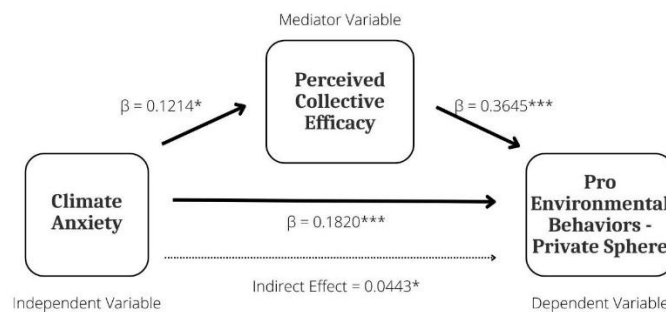 Mediator Variable
Perceived
Collective
Efficacy
β = 0.1214*
β = 0.3645***
Climate
Anxiety
Pro
Environmental
Behaviors -
Private Sphere
β = 0.1820***
Indirect Effect = 0.0443*
Independent Variable
Dependent Variable